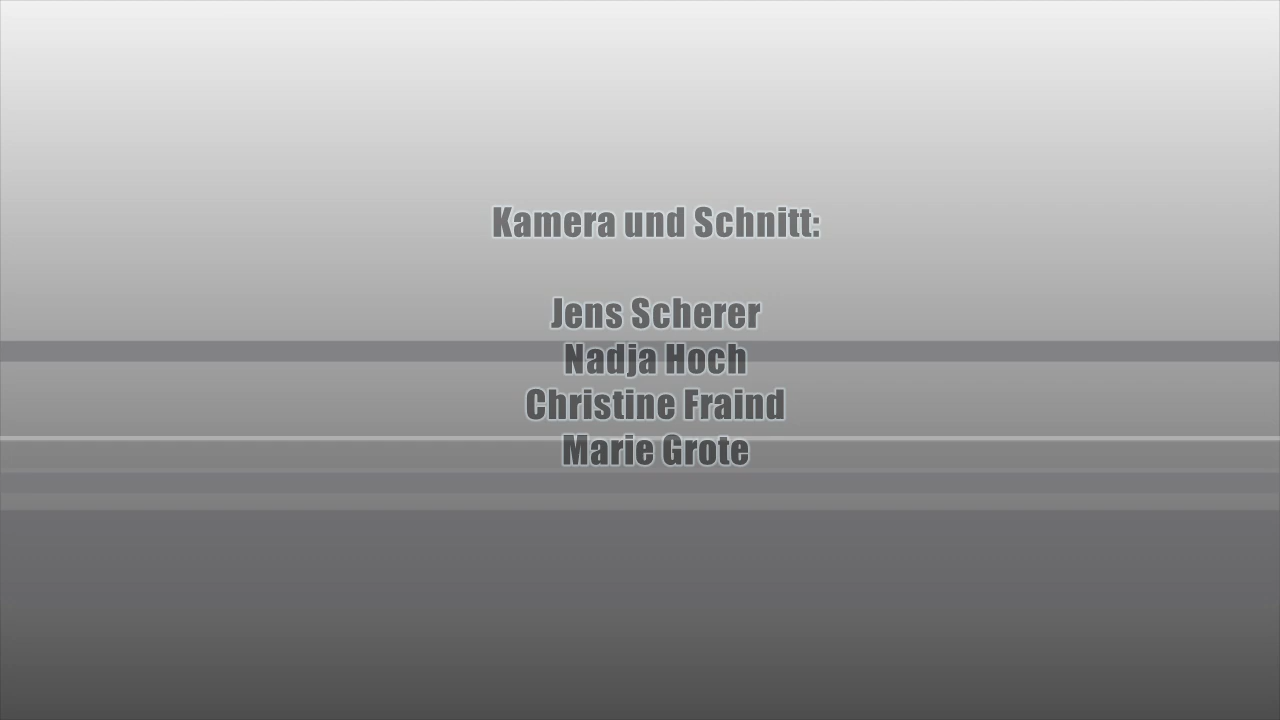 Kamera und Schnitt:
Jens Scherer
Nadja Hoch
Christine Fraind
Marie Grote